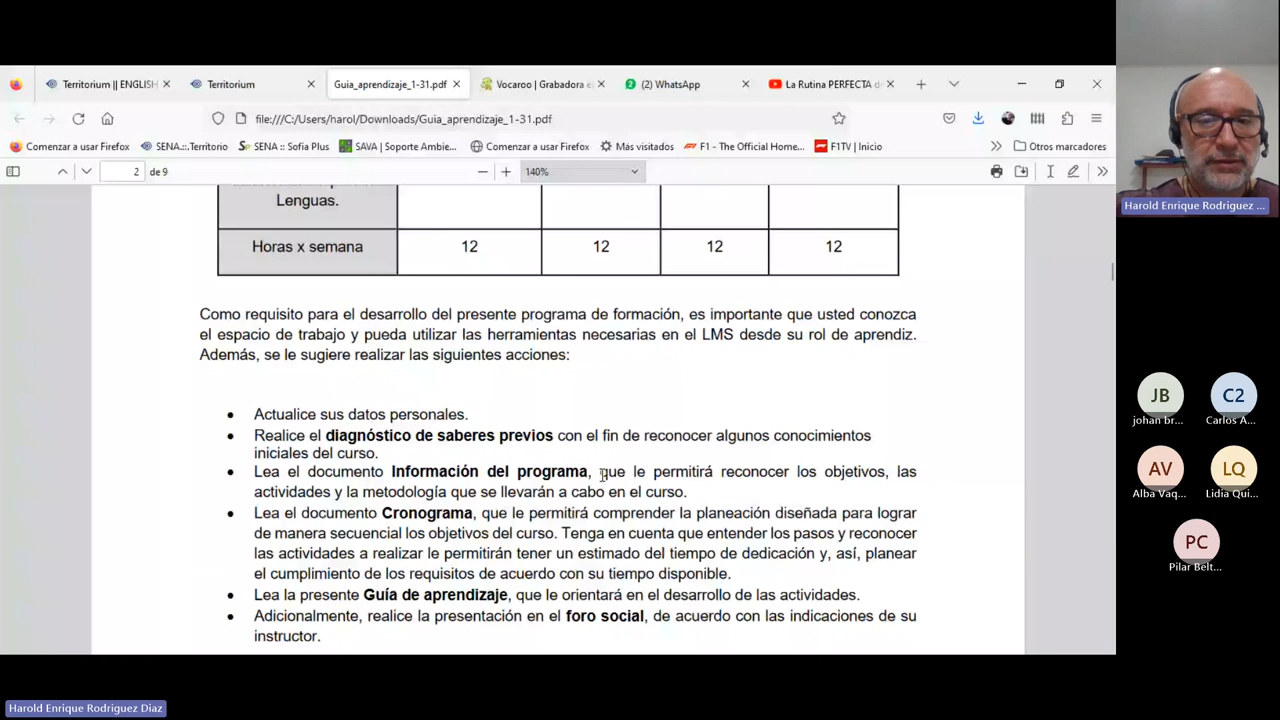 Territorium || ENGLISH
Territorium
Guia_aprendizaje_1-31.pdf
Vocaroo | Grabadora
(2) WhatsApp
La Rutina PERFECTA
file:///C:/Users/harol/Downloads/Guia_aprendizaje_1-31.pdf
Comenzar a usar Firefox
SENA.::.Territorio
SENA :: Sofia Plus
SAVA | Soporte Ambie...
Comenzar a usar Firefox
Más visitados
F1 - The Official Home...
F1TV | Inicio
Otros marcadores
2 de 9
140%
Lenguas.
Horas x semana 12 12 12 12
Como requisito para el desarrollo del presente programa de formación, es importante que usted conozca
el espacio de trabajo y pueda utilizar las herramientas necesarias en el LMS desde su rol de aprendiz.
Además, se le sugiere realizar las siguientes acciones:
• Actualice sus datos personales.
• Realice el diagnóstico de saberes previos con el fin de reconocer algunos conocimientos
iniciales del curso.
• Lea el documento Información del programa, que le permitirá reconocer los objetivos, las
actividades y la metodología que se llevarán a cabo en el curso.
• Lea el documento Cronograma, que le permitirá comprender la planeación diseñada para lograr
de manera secuencial los objetivos del curso. Tenga en cuenta que entender los pasos y reconocer
las actividades a realizar le permitirán tener un estimado del tiempo de dedicación y, así, planear
el cumplimiento de los requisitos de acuerdo con su tiempo disponible.
• Lea la presente Guía de aprendizaje, que le orientará en el desarrollo de las actividades.
• Adicionalmente, realice la presentación en el foro social, de acuerdo con las indicaciones de su
instructor.
Harold Enrique Rodriguez ...
JB
johan br...
C2
Carlos A...
AV
Alba Vaq...
LQ
Lidia Qui...
PC
Pilar Belt...
Harold Enrique Rodriguez Diaz